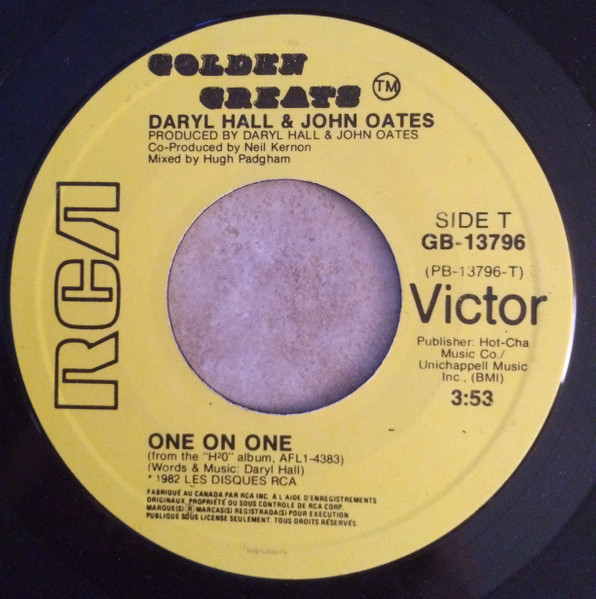 GOLDEN
GREATS TM
DARYL HALL & JOHN OATES
PRODUCED BY DARYL HALL & JOHN OATES
Co-Produced by Neil Kernon
Mixed by Hugh Padgham
RCA
SIDE T
GB-13796
(PB-13796-T)
Victor
Publisher: Hot-Cha
Music Co./
Unichappell Music
Inc., (BMI)
3:53
ONE ON ONE
(from the "H²0" album, AFL1-4383)
(Words & Music: Daryl Hall)
* 1982 LES DISQUES RCA
FABRIQUÉ AU CANADA PAR RCA INC. À L AIDE D'ENREGISTREMENTS
ORIGINAUX, PROPRIÉTÉ OU SOUS CONTROLE DE RCA CORP.
MARQUE(S) ® MARCAS(S) REGISTRADA(S) POUR EXECUTION
PUBLIQUE SOUS LICENSE SEULEMENT. TOUS DROITS RÉSERVÉS.